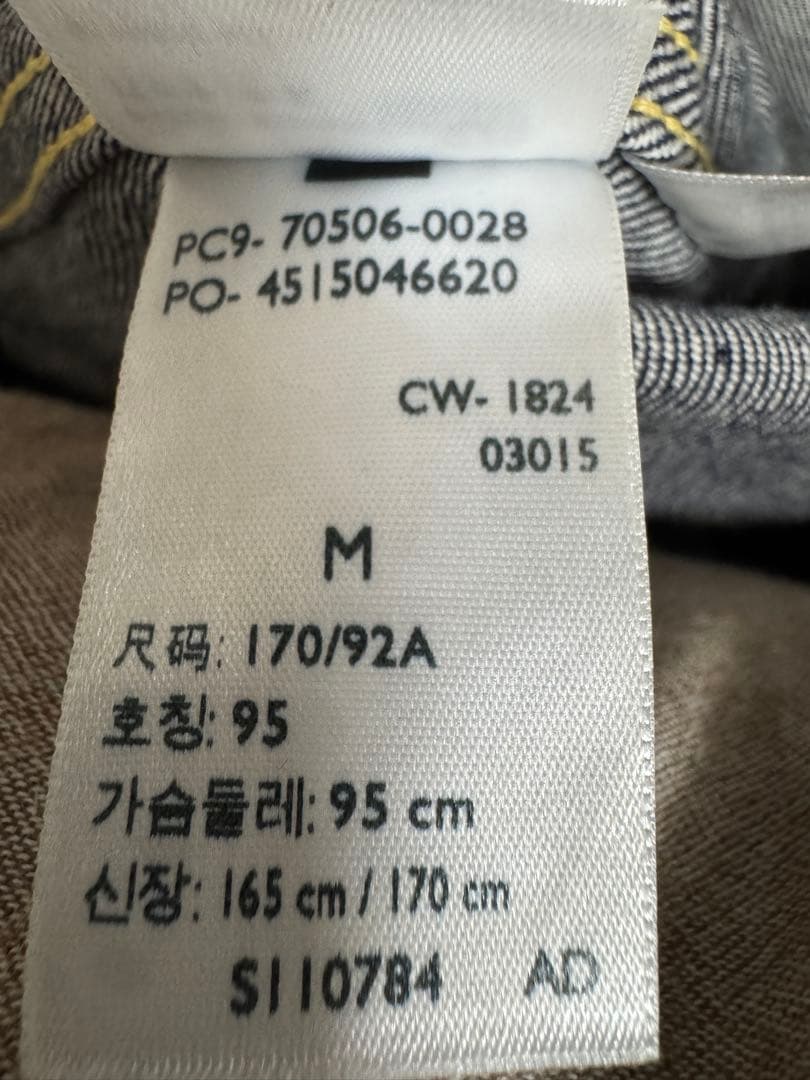 PC9- 70506-0028
PO- 4515046620
CW- 1824
03015
M
尺码: 170/92A
호칭: 95
가슴둘레: 95 cm
신장: 165 cm / 170 cm
S110784 AD